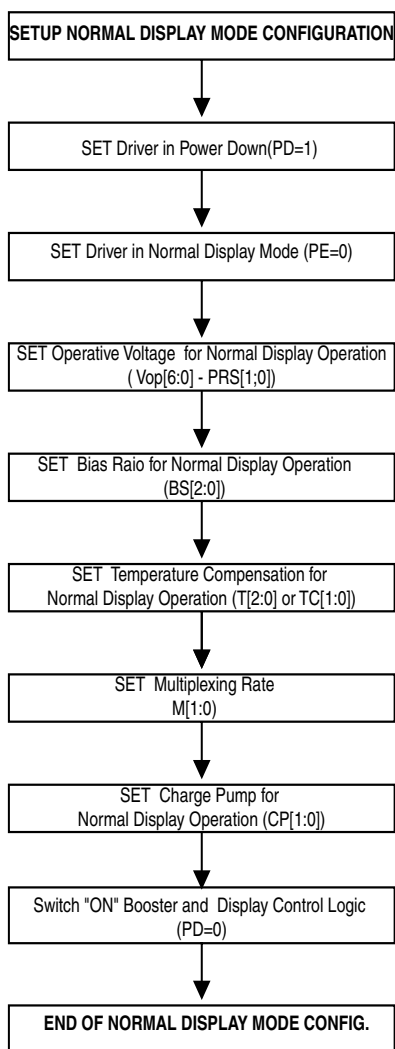 SETUP NORMAL DISPLAY MODE CONFIGURATION
SET Driver in Power Down(PD=1)
SET Driver in Normal Display Mode (PE=0)
SET Operative Voltage for Normal Display Operation
( Vop[6:0] - PRS[1;0])
SET Bias Raio for Normal Display Operation
(BS[2:0])
SET Temperature Compensation for
Normal Display Operation (T[2:0] or TC[1:0])
SET Multiplexing Rate
M[1:0)
SET Charge Pump for
Normal Display Operation (CP[1:0])
Switch "ON" Booster and Display Control Logic
(PD=0)
END OF NORMAL DISPLAY MODE CONFIG.